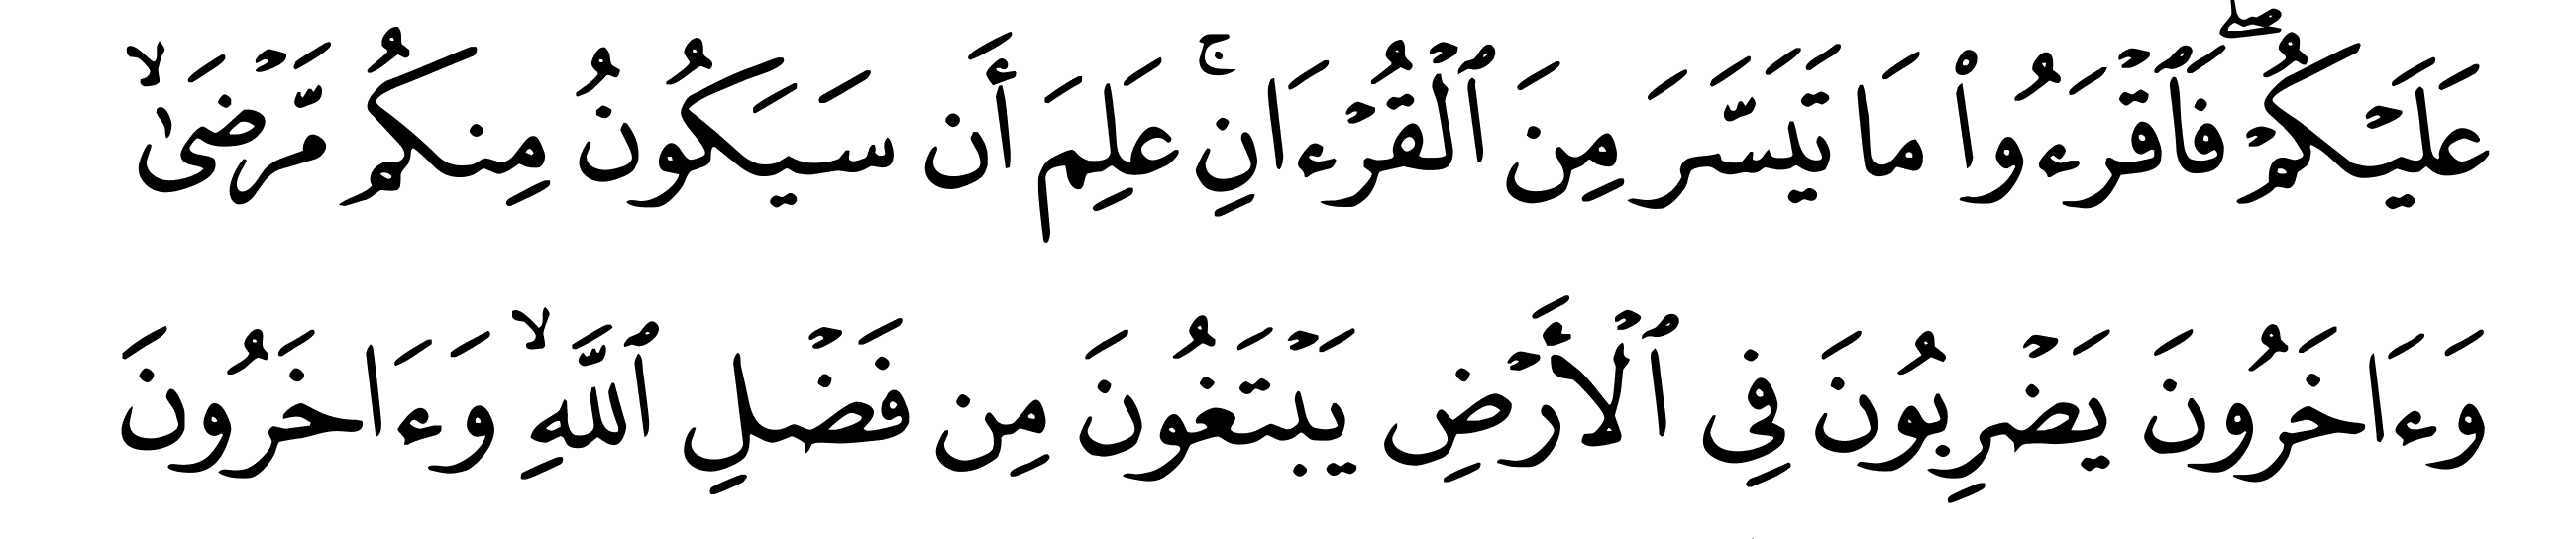 عَلَيۡكُمۡۖ فَٱقۡرَءُواْ مَا تَيَسَّرَ مِنَ ٱلۡقُرۡءَانِۚ عَلِمَ أَن سَيَكُونُ مِنكُم مَّرۡضَىٰۙ
وَءَاخَرُونَ يَضۡرِبُونَ فِي ٱلۡأَرۡضِ يَبۡتَغُونَ مِن فَضۡلِ ٱللَّهِۙ وَءَاخَرُونَ